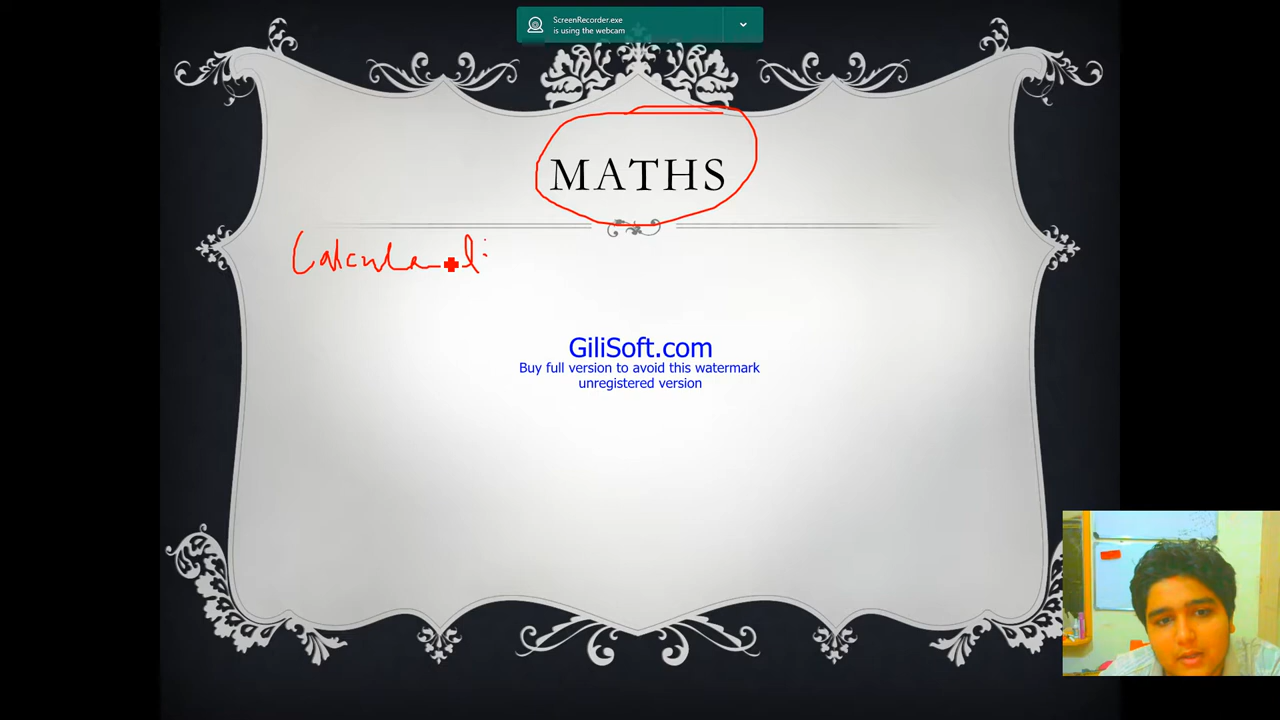 ScreenRecorder.exe
is using the webcam
MATHS
GiliSoft.com
Buy full version to avoid this watermark
unregistered version